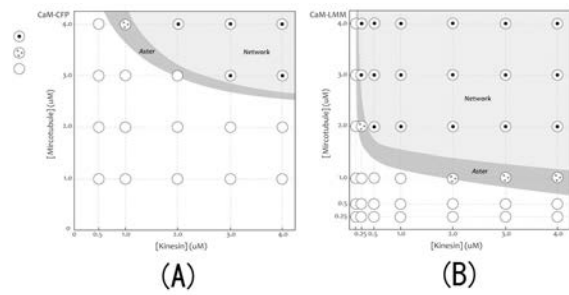 CaM-CFP
4.0
3.0
2.0
1.0
0
[Mircotubule](uM)
Aster
Network
0 0.5 1.0 2.0 3.0 4.0
[Kinesin](uM)
(A)
CaM-LMM
4.0
3.0
2.0
1.0
0.5
0.25
[Mircotubule](uM)
Network
Aster
0.25 0.5 1.0 2.0 3.0 4.0
[Kinesin](uM)
(B)